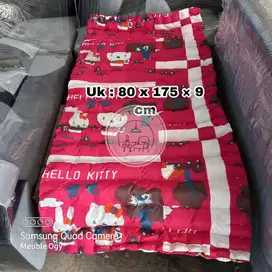 Uk : 80 x 175 x 9
cm
HELLO KITTY
Samsung Quad Camera
Meuble Ogy